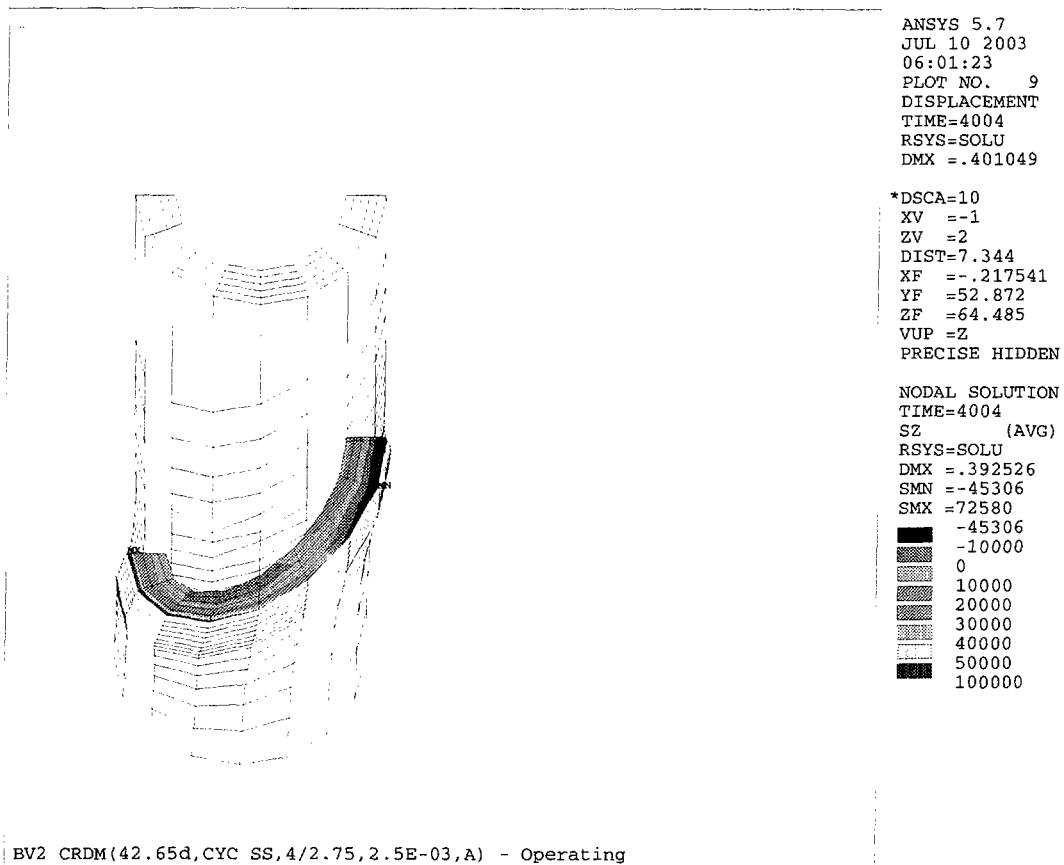 ANSYS 5.7
JUL 10 2003
06:01:23
PLOT NO. 9
DISPLACEMENT
TIME=4004
RSYS=SOLU
DMX =.401049
*DSCA=10
XV =-1
ZV =2
DIST=7.344
XF =-.217541
YF =52.872
ZF =64.485
VUP =Z
PRECISE HIDDEN
NODAL SOLUTION
TIME=4004
SZ (AVG)
RSYS=SOLU
DMX =.392526
SMN =-45306
SMX =72580
-45306
-10000
0
10000
20000
30000
40000
50000
100000
BV2 CRDM(42.65d,CYC SS,4/2.75,2.5E-03,A) - Operating